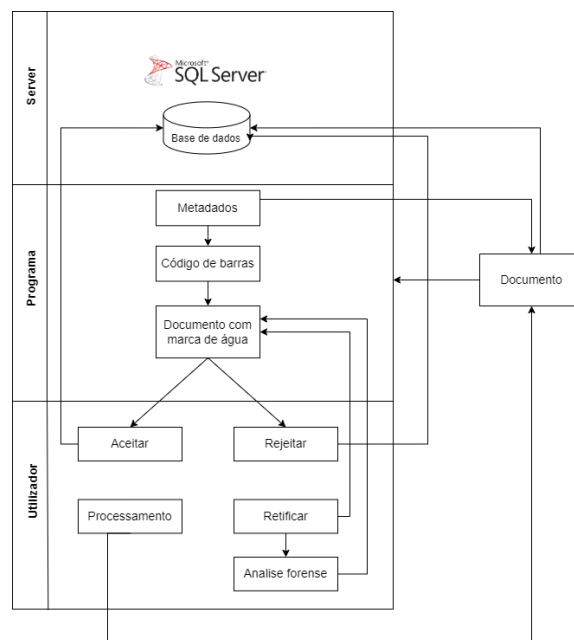 Server
Microsoft
SQL Server
Base de dados
Programa
Metadados
Código de barras
Documento com
marca de água
Documento
Utilizador
Aceitar
Rejeitar
Processamento
Retificar
Analise forense